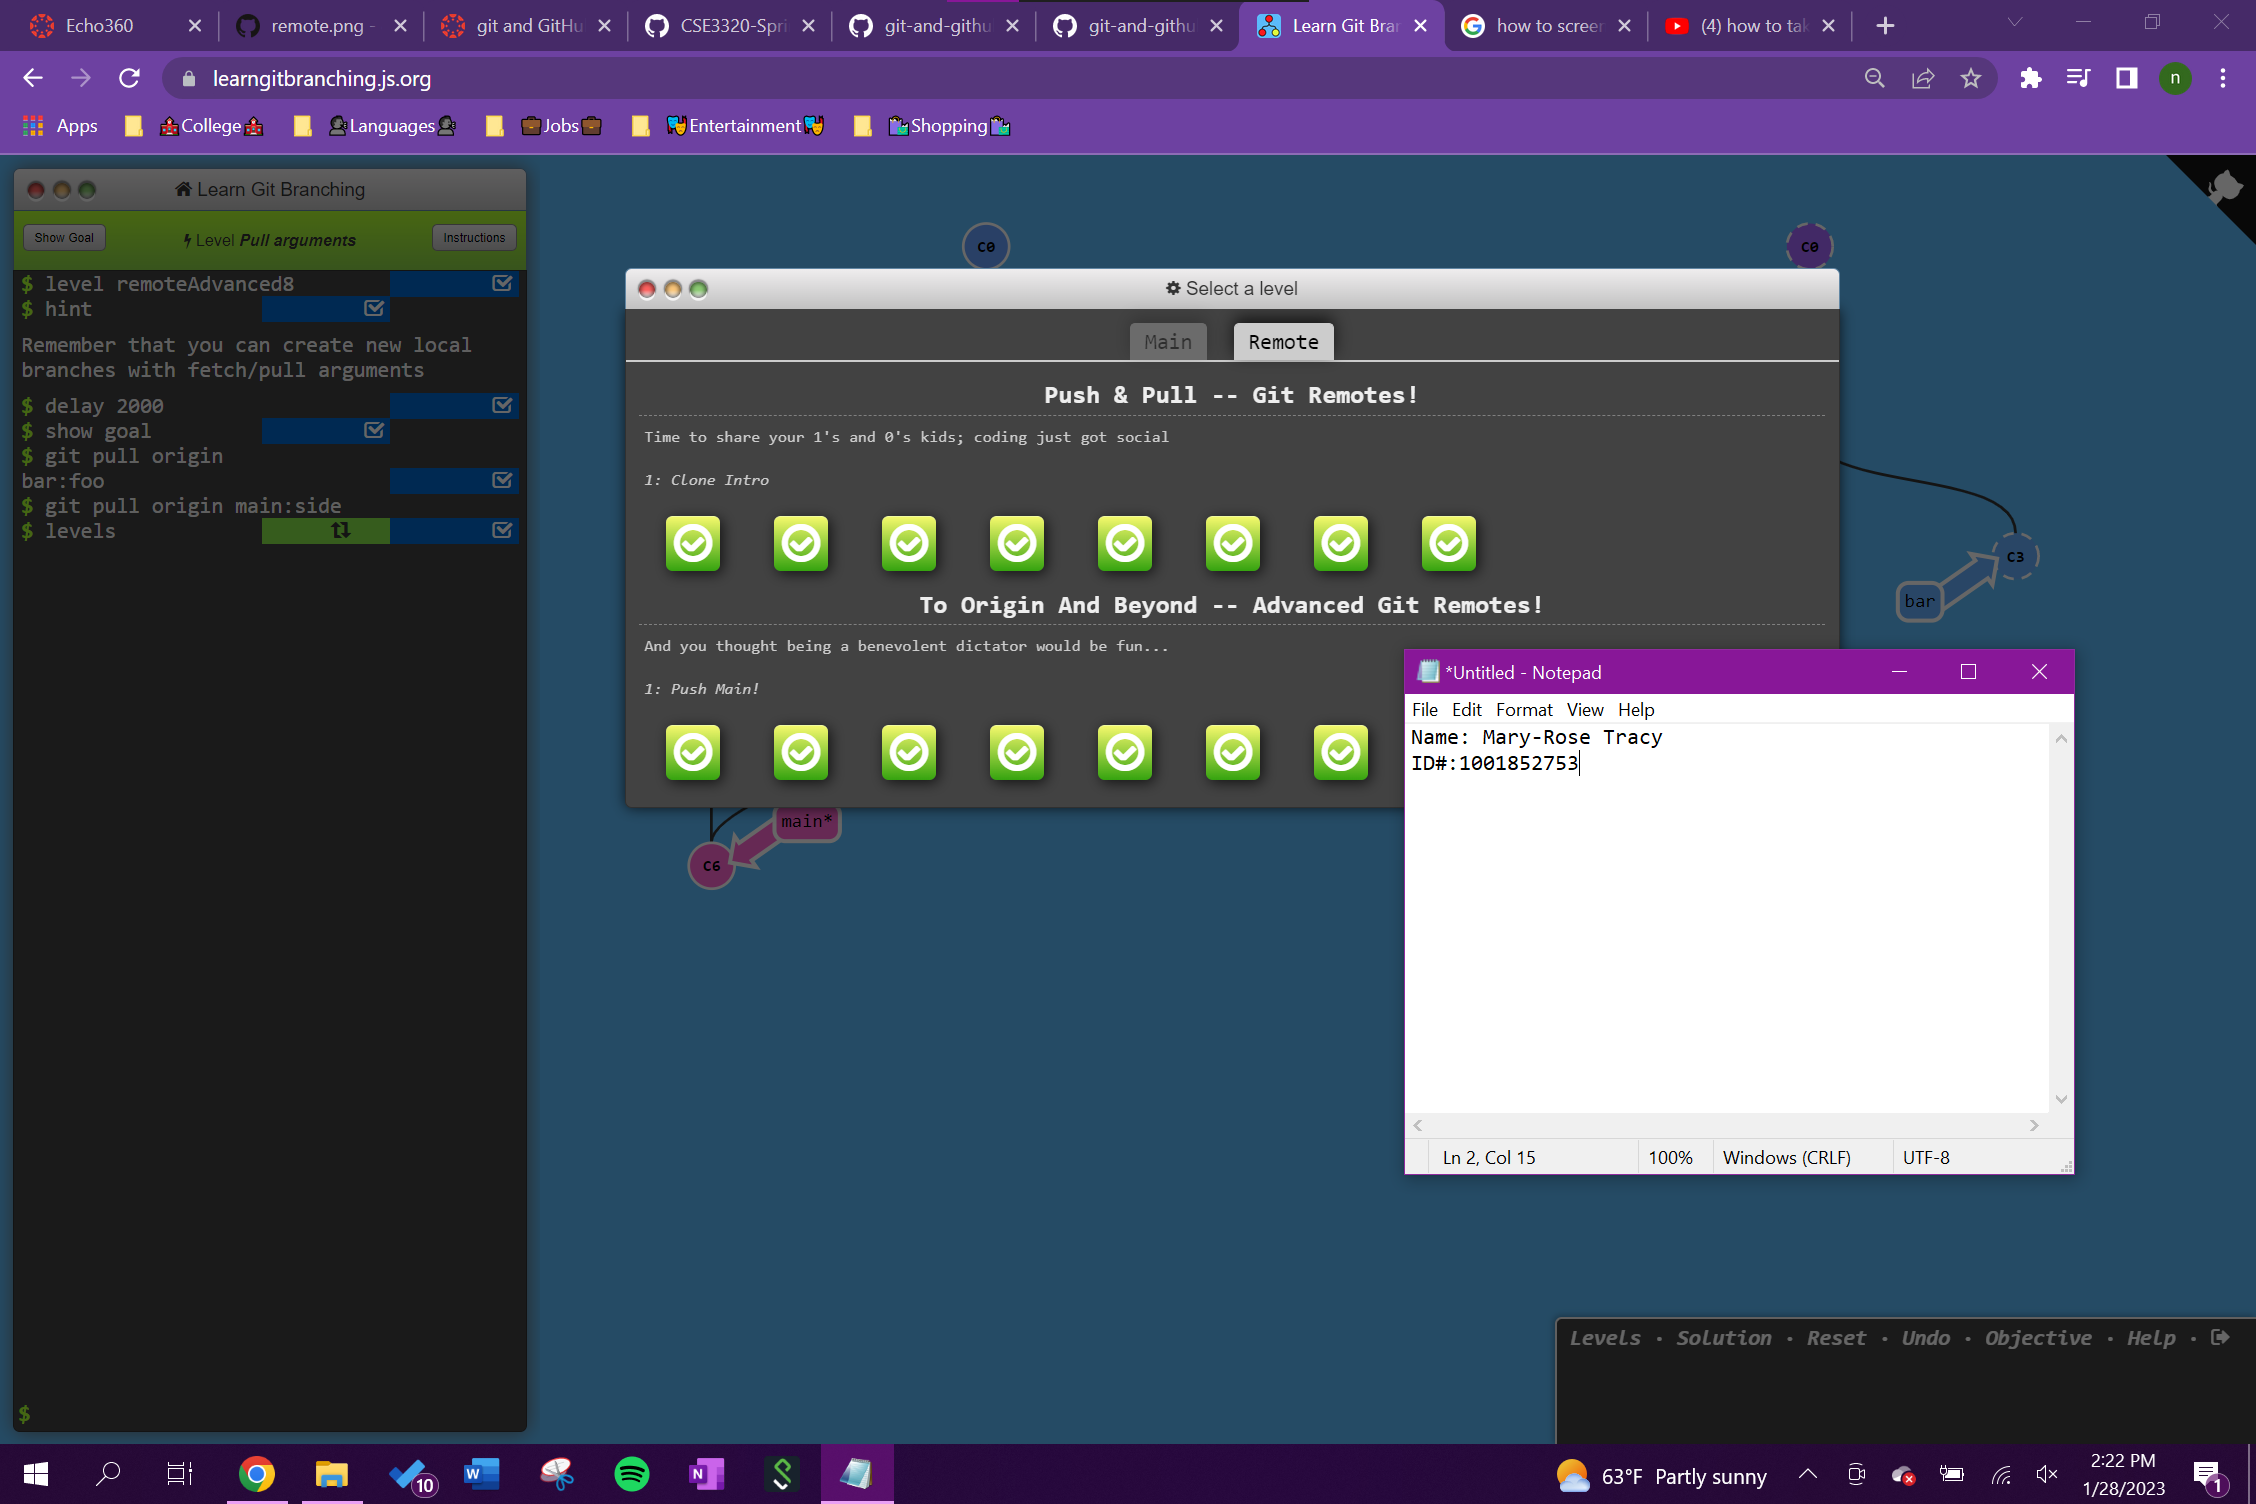 Echo360
remote.png -
git and GitHu
CSE3320-Spri
git-and-githu
git-and-githu
Learn Git Bran
how to screen
(4) how to tak
learngitbranching.js.org
n
Apps
College
Languages
Jobs
Entertainment
Shopping
Learn Git Branching
Show Goal
Level Pull arguments
Instructions
$ level remoteAdvanced8
$ hint
Remember that you can create new local
branches with fetch/pull arguments
$ delay 2000
$ show goal
$ git pull origin
bar:foo
$ git pull origin main:side
$ levels
$
C0
C0
Select a level
Main
Remote
Push & Pull -- Git Remotes!
Time to share your 1's and 0's kids; coding just got social
1: Clone Intro
To Origin And Beyond -- Advanced Git Remotes!
And you thought being a benevolent dictator would be fun...
1: Push Main!
C3
bar
main*
C6
*Untitled - Notepad
File Edit Format View Help
Name: Mary-Rose Tracy
ID#:1001852753
Ln 2, Col 15
100%
Windows (CRLF)
UTF-8
Levels · Solution · Reset · Undo · Objective · Help ·
10
W
N
63°F Partly sunny
2:22 PM
1/28/2023
1